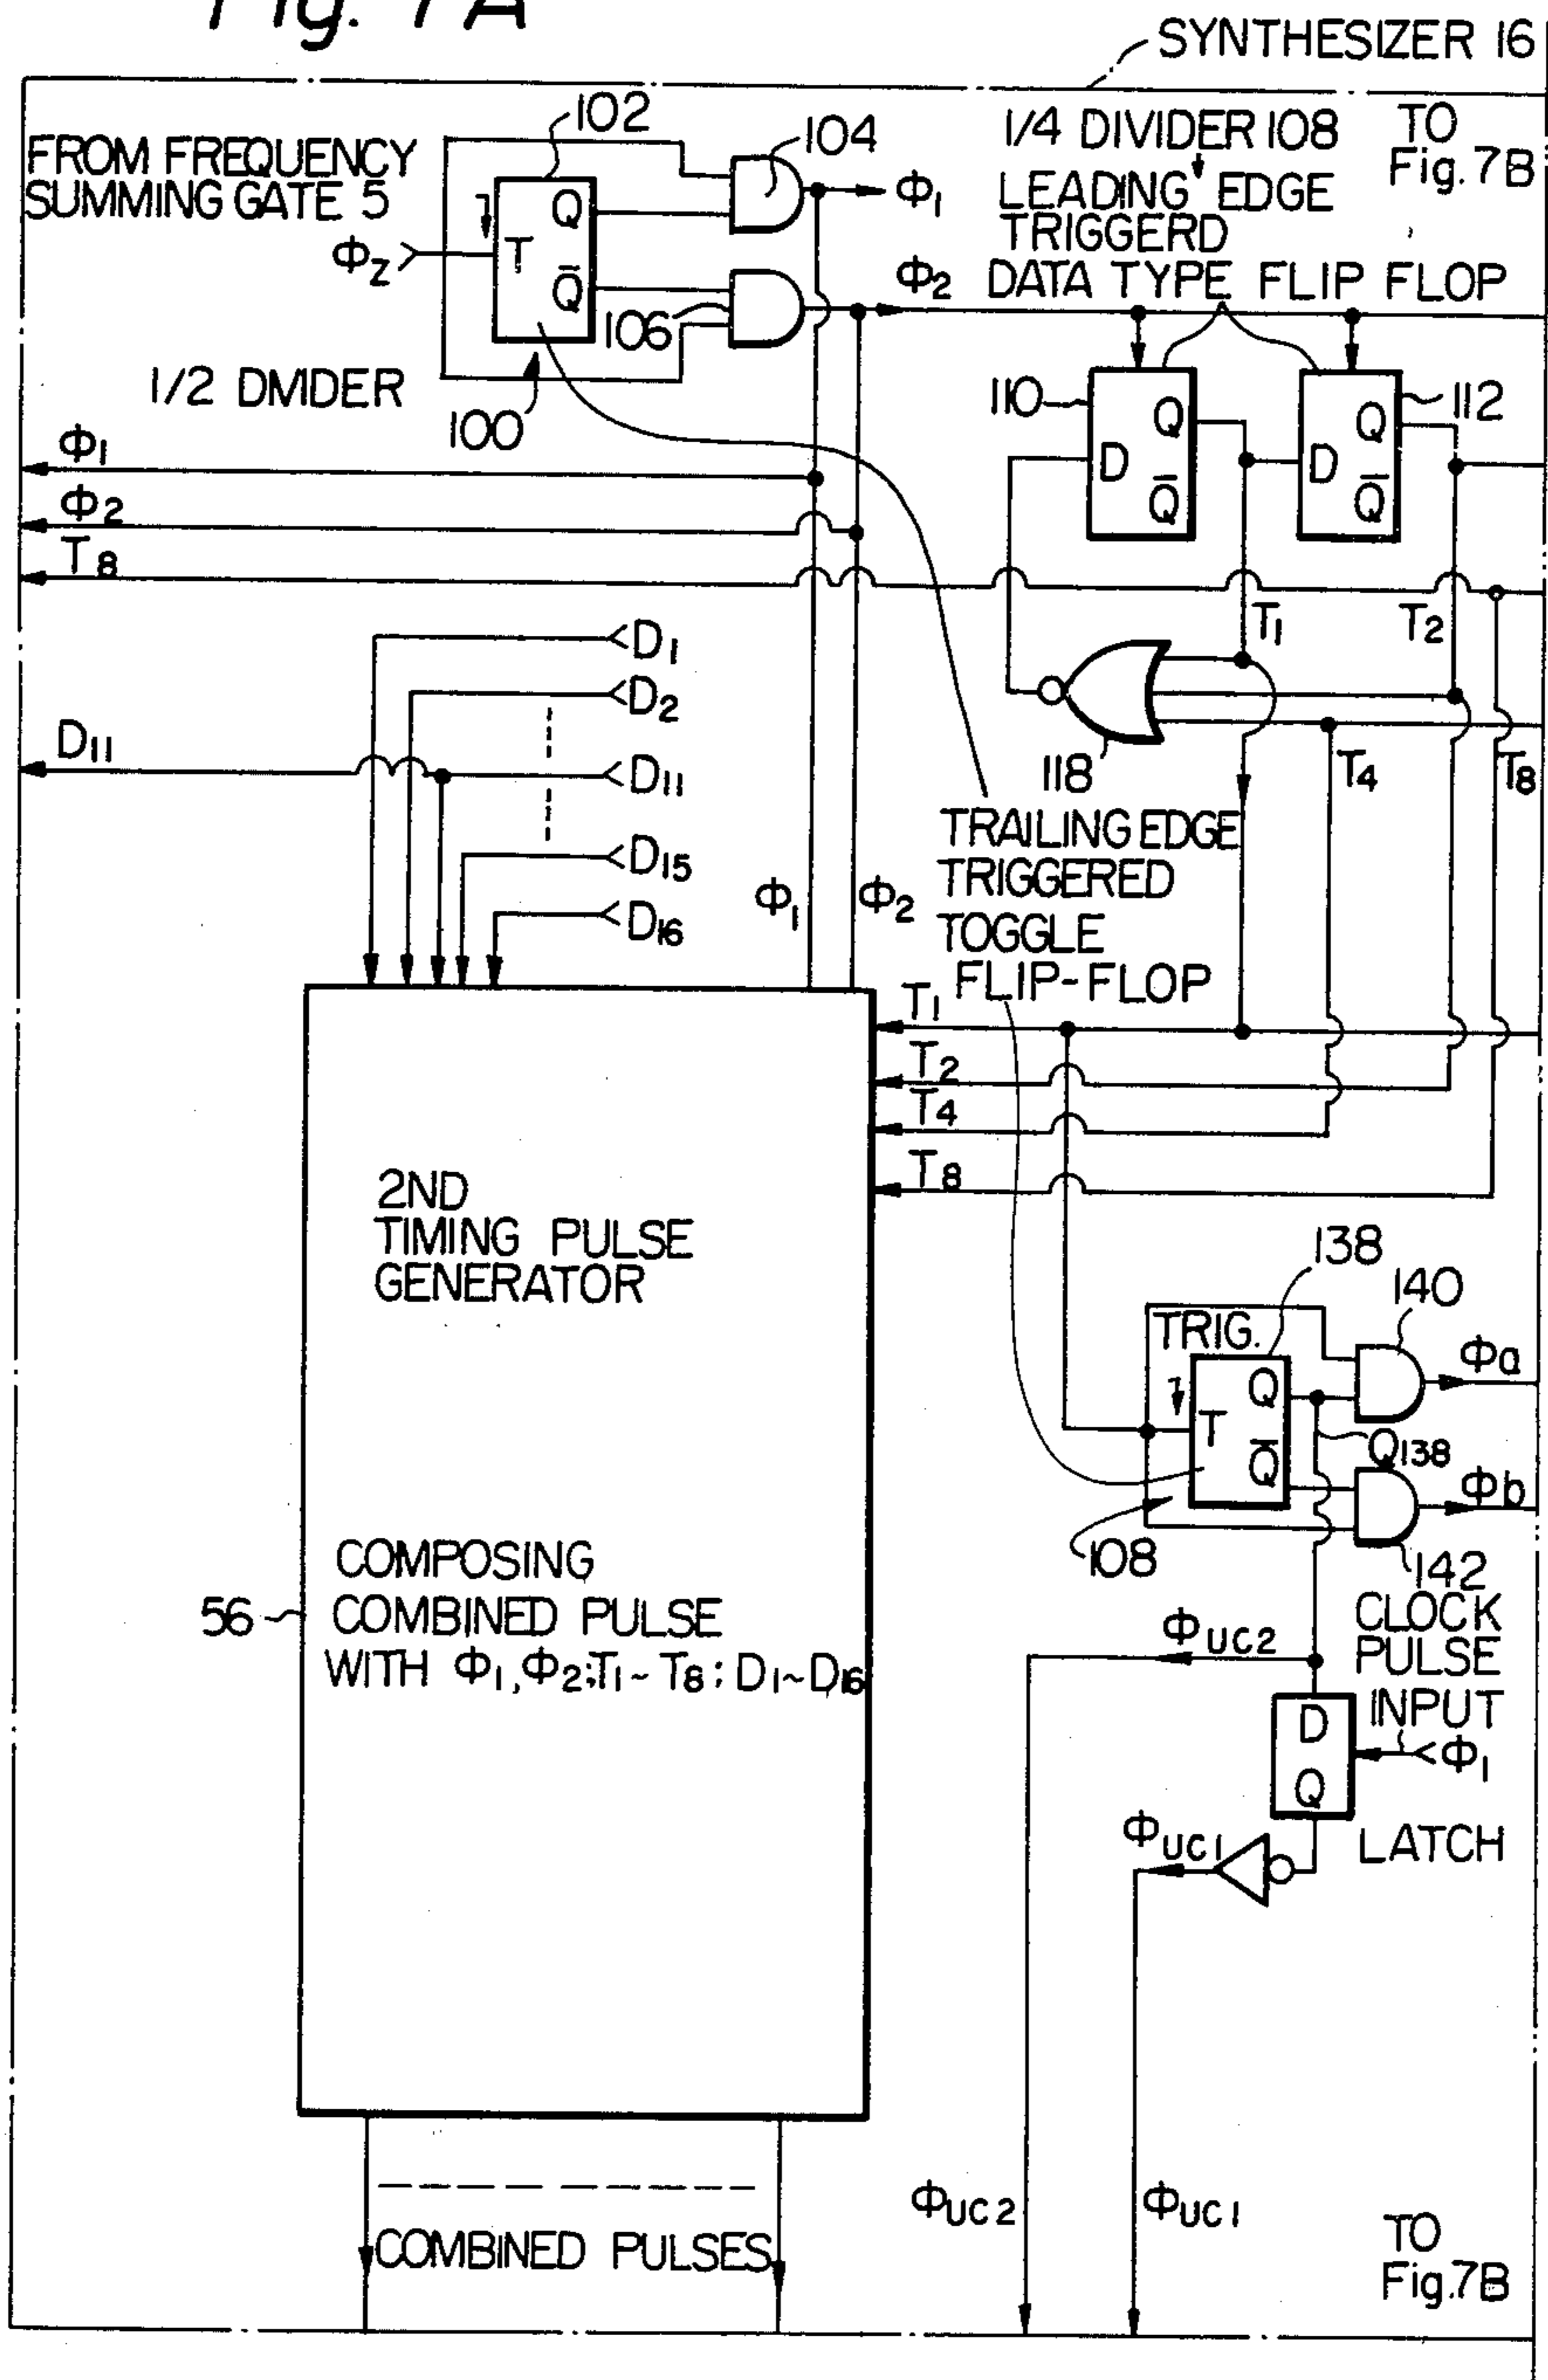 Fig. 7A
SYNTHESIZER 16
FROM FREQUENCY
SUMMING GATE 5
102
104
1/4 DIVIDER 108
TO
Fig. 7B
LEADING EDGE
TRIGGERD
DATA TYPE FLIP FLOP
Φz
T
Q
Q̅
Φ1
106
Φ2
1/2 DIVIDER
100
110
D
Q
Q̅
D
Q
Q̅
112
Φ1
Φ2
T8
T1
T2
D1
D2
D11
D11
D15
D16
118
T4
T8
TRAILING EDGE
TRIGGERED
TOGGLE
FLIP-FLOP
Φ1
Φ2
T1
T2
T4
T8
2ND
TIMING PULSE
GENERATOR
138
140
TRIG.
T
Q
Q̅
Φa
Q138
Φb
108
142
56
COMPOSING
COMBINED PULSE
WITH Φ1, Φ2; T1~T8: D1~D16
CLOCK
PULSE
INPUT
ΦUC2
D
Q
Φ1
ΦUC1
LATCH
ΦUC2
ΦUC1
COMBINED PULSES
TO
Fig.7B